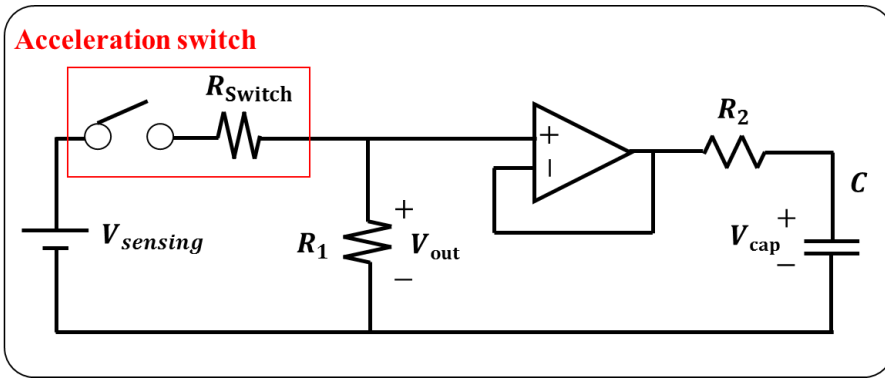 Acceleration switch
R_Switch
R_2
+
−
C
V_sensing
R_1
+
V_out
−
+
V_cap
−